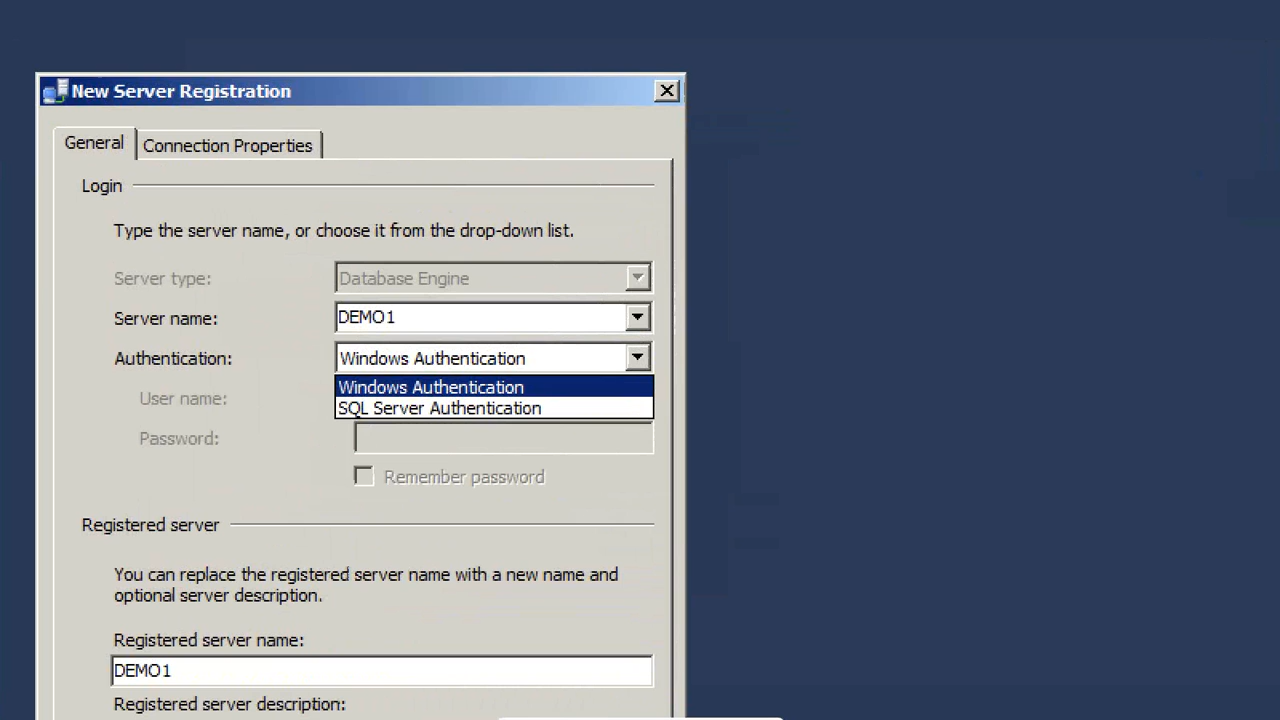 New Server Registration
General
Connection Properties
Login
Type the server name, or choose it from the drop-down list.
Server type:
Database Engine
Server name:
DEMO1
Authentication:
Windows Authentication
Windows Authentication
User name:
SQL Server Authentication
Password:
Remember password
Registered server
You can replace the registered server name with a new name and
optional server description.
Registered server name:
DEMO1
Registered server description: